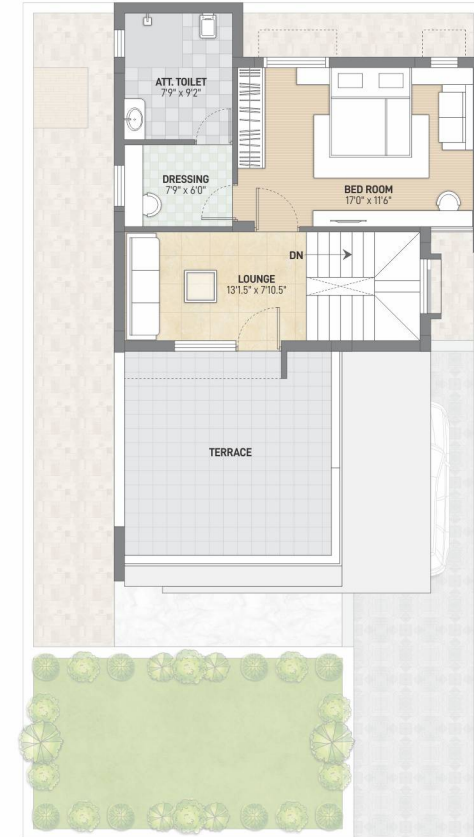 ATT. TOILET
7'9" x 9'2"
DRESSING
7'9" x 6'0"
BED ROOM
17'0" x 11'6"
DN
LOUNGE
13'1.5" x 7'10.5"
TERRACE